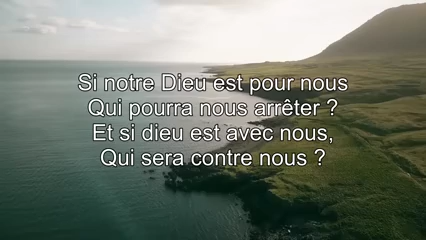 Si notre Dieu est pour nous
Qui pourra nous arrêter ?
Et si dieu est avec nous,
Qui sera contre nous ?